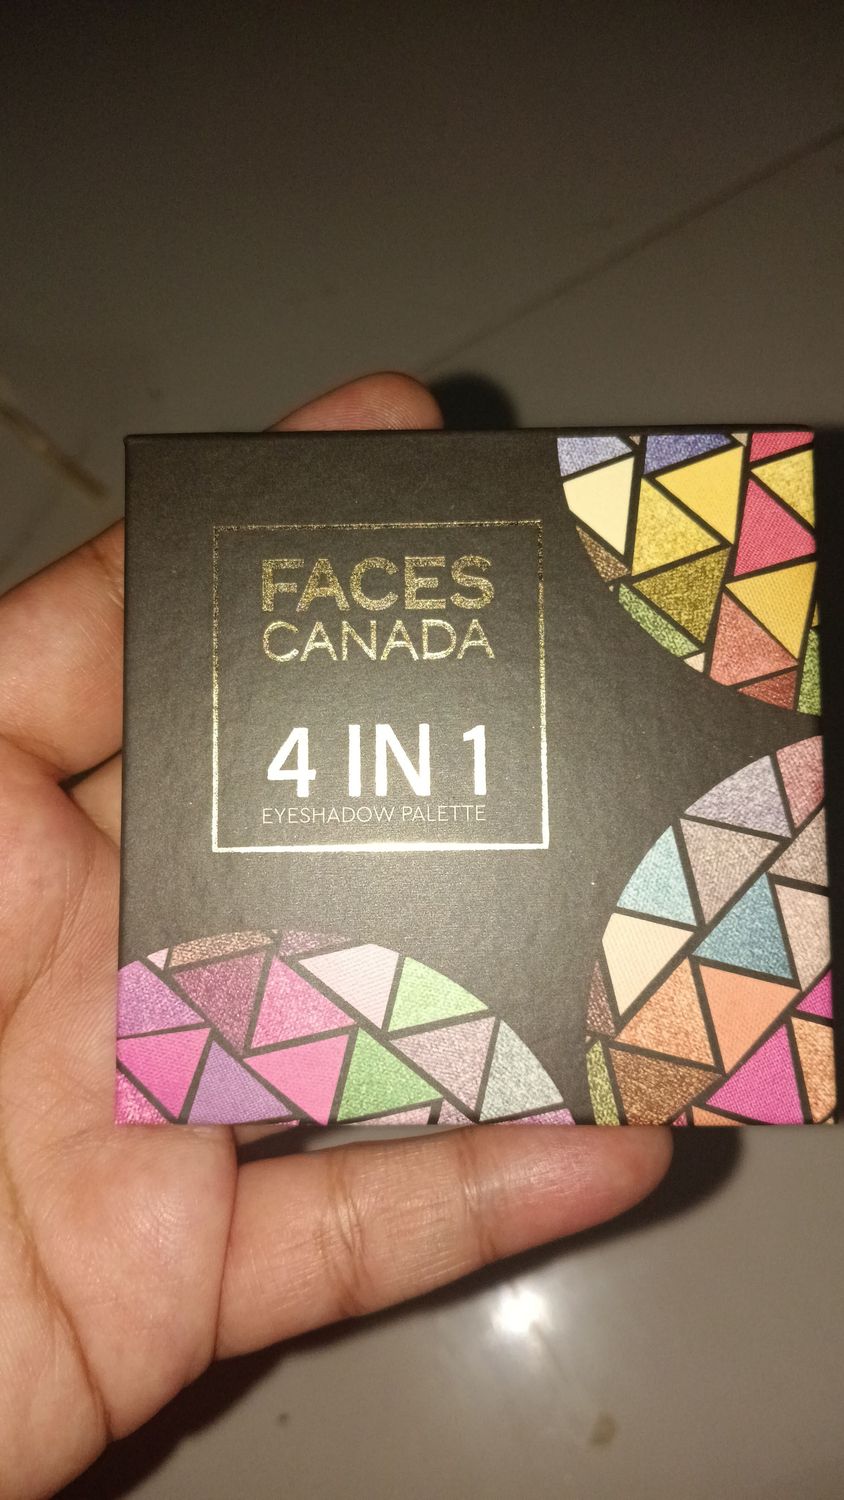 FACES
CANADA
4 IN 1
EYESHADOW PALETTE